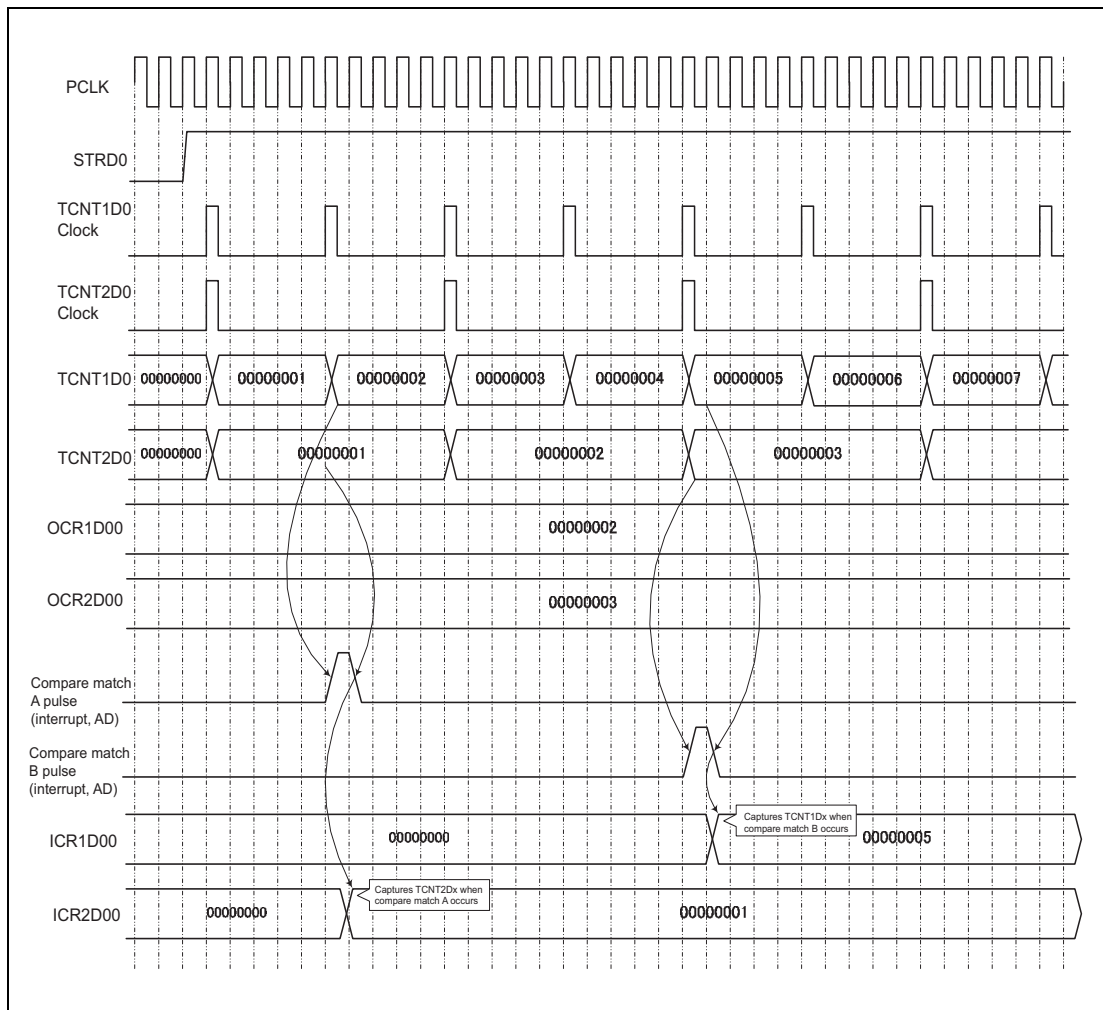 PCLK
STRD0
TCNT1D0
Clock
TCNT2D0
Clock
TCNT1D0
00000000 00000001 00000002 00000003 00000004 00000005 00000006 00000007
TCNT2D0
00000000 00000001 00000002 00000003
OCR1D00
00000002
OCR2D00
00000003
Compare match
A pulse
(interrupt, AD)
Compare match
B pulse
(interrupt, AD)
ICR1D00
00000000
Captures TCNT1Dx when
compare match B occurs
00000005
ICR2D00
00000000
Captures TCNT2Dx when
compare match A occurs
00000001